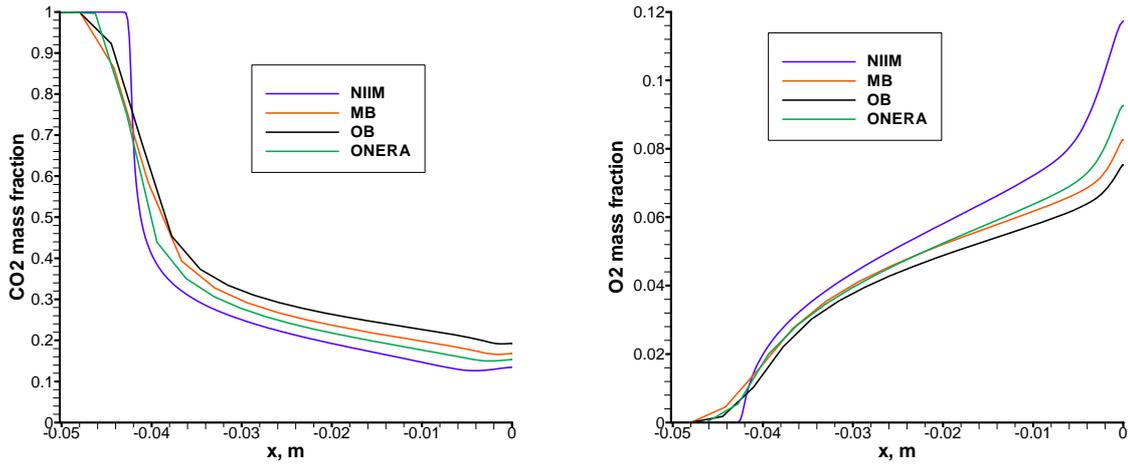 CO2 mass fraction
1
0.9
0.8
0.7
0.6
0.5
0.4
0.3
0.2
0.1
0
-0.05
-0.04
-0.03
-0.02
-0.01
0
x, m
NIIM
MB
OB
ONERA
O2 mass fraction
0.12
0.1
0.08
0.06
0.04
0.02
0
-0.05
-0.04
-0.03
-0.02
-0.01
0
x, m
NIIM
MB
OB
ONERA